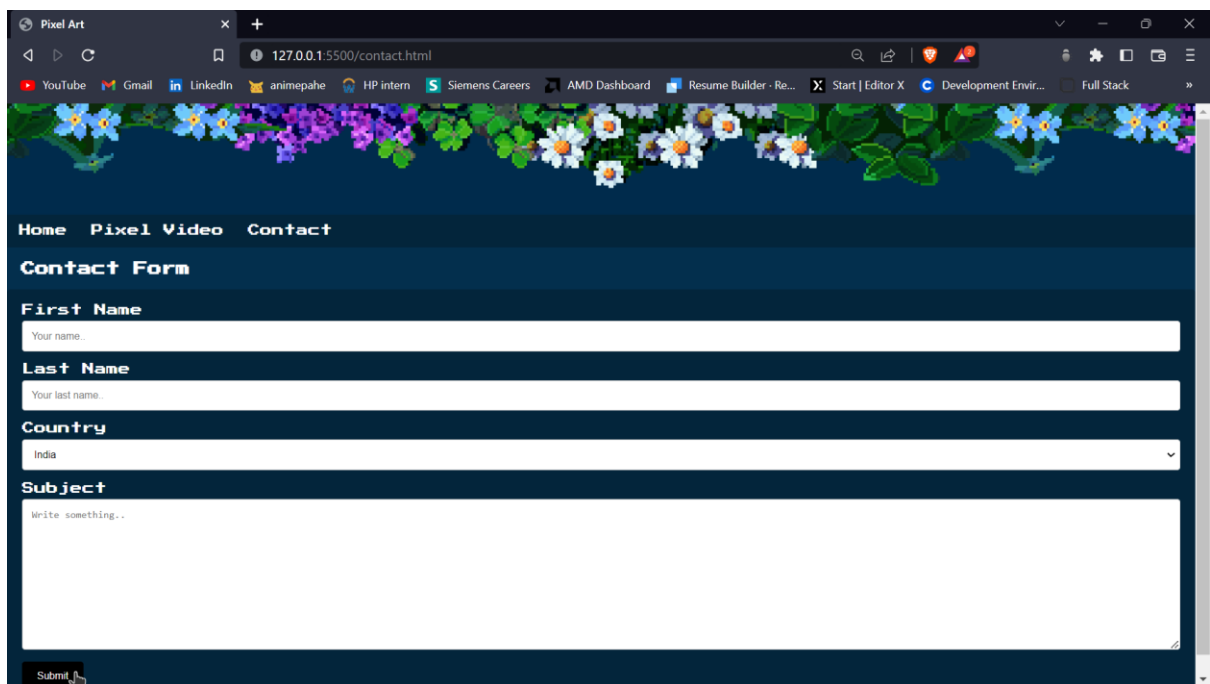 Pixel Art
127.0.0.1:5500/contact.html
YouTube Gmail LinkedIn animepahe HP intern Siemens Careers AMD Dashboard Resume Builder - Re... Start | Editor X Development Envir... Full Stack »
Home Pixel Video Contact
Contact Form
First Name
Your name..
Last Name
Your last name..
Country
India
Subject
Write something..
Submit